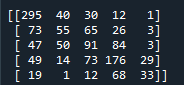 [[295  40  30  12   1]
 [ 73  55  65  26   3]
 [ 47  50  91  84   3]
 [ 49  14  73 176  29]
 [ 19   1  12  68  33]]